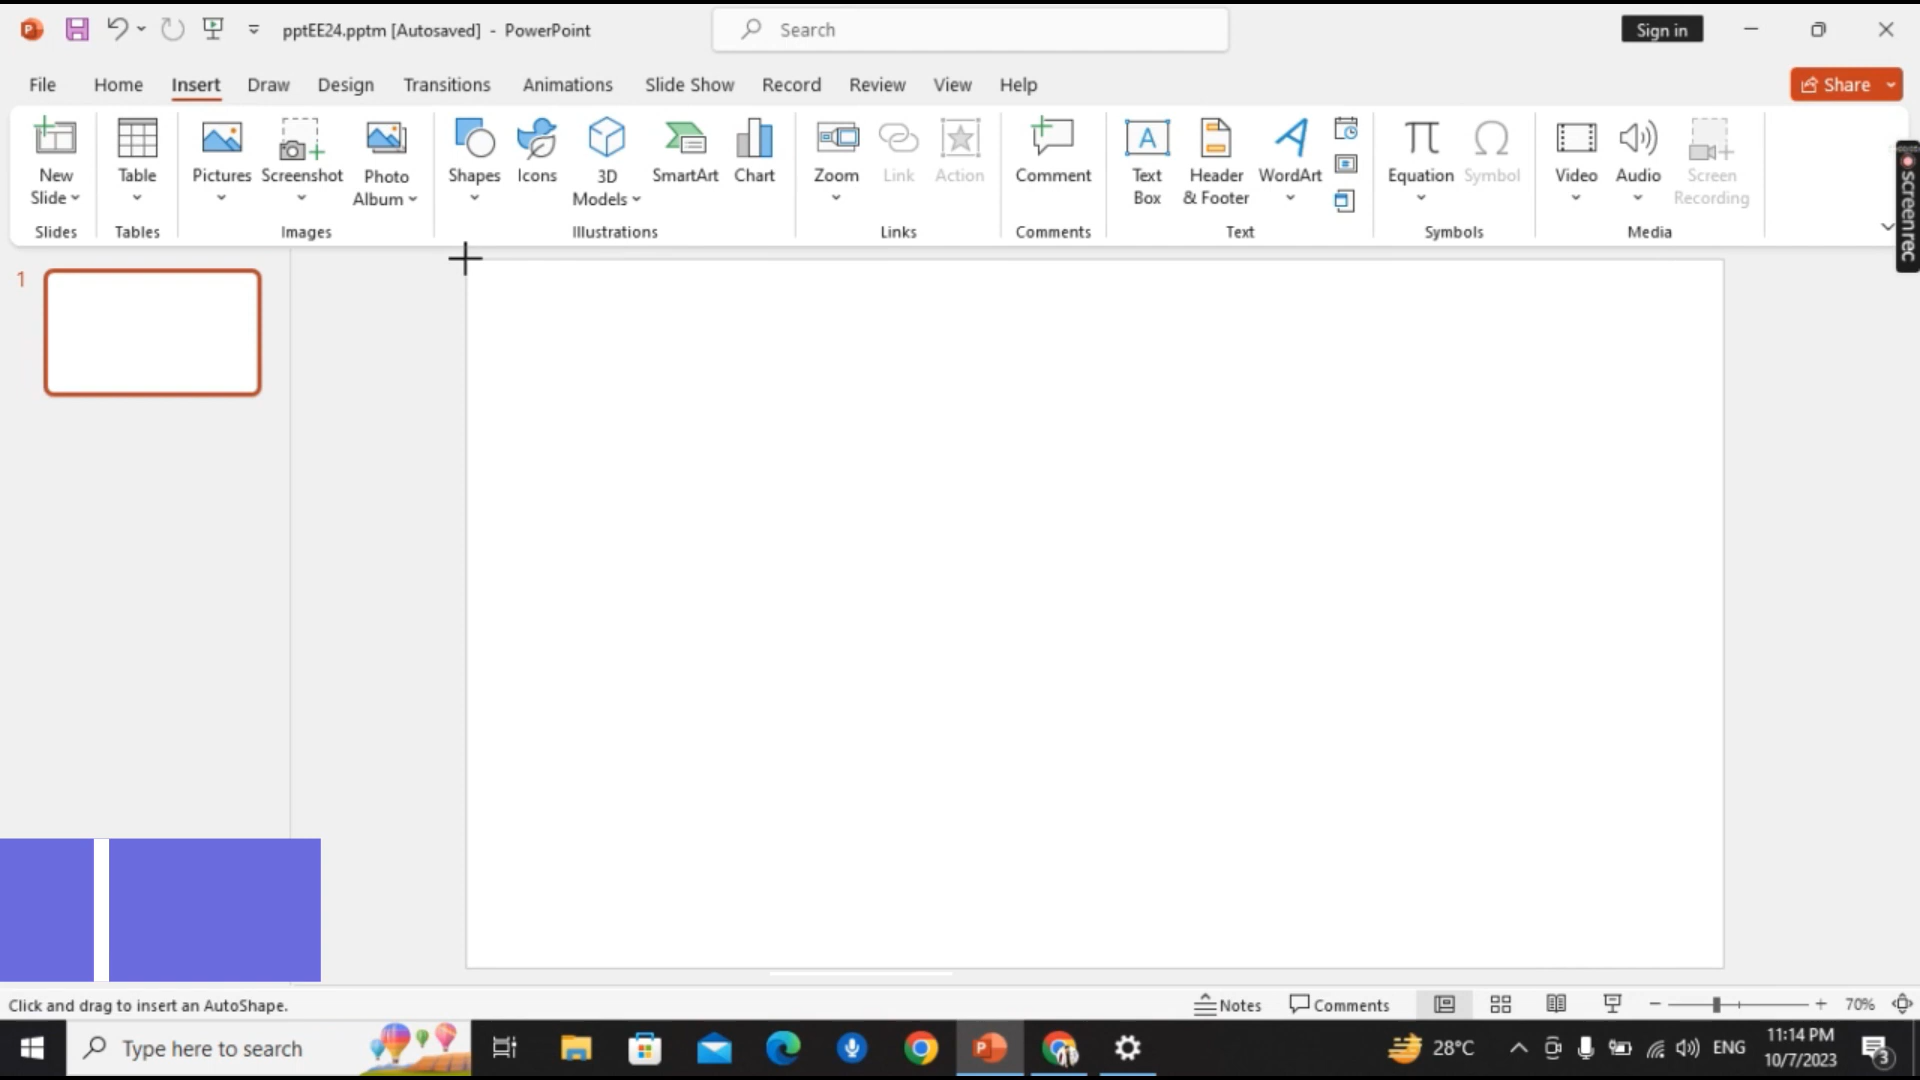 pptEE24.pptm [Autosaved] - PowerPoint
Search
Sign in
File Home Insert Draw Design Transitions Animations Slide Show Record Review View Help
Share
New Slide
Table
Pictures
Screenshot
Photo Album
Shapes
Icons
3D Models
SmartArt
Chart
Zoom
Link
Action
Comment
Text Box
Header & Footer
WordArt
Equation
Symbol
Video
Audio
Screen Recording
Slides
Tables
Images
Illustrations
Links
Comments
Text
Symbols
Media
screenrec
1
Click and drag to insert an AutoShape.
Notes
Comments
70%
Type here to search
28°C
ENG
11:14 PM
10/7/2023
3